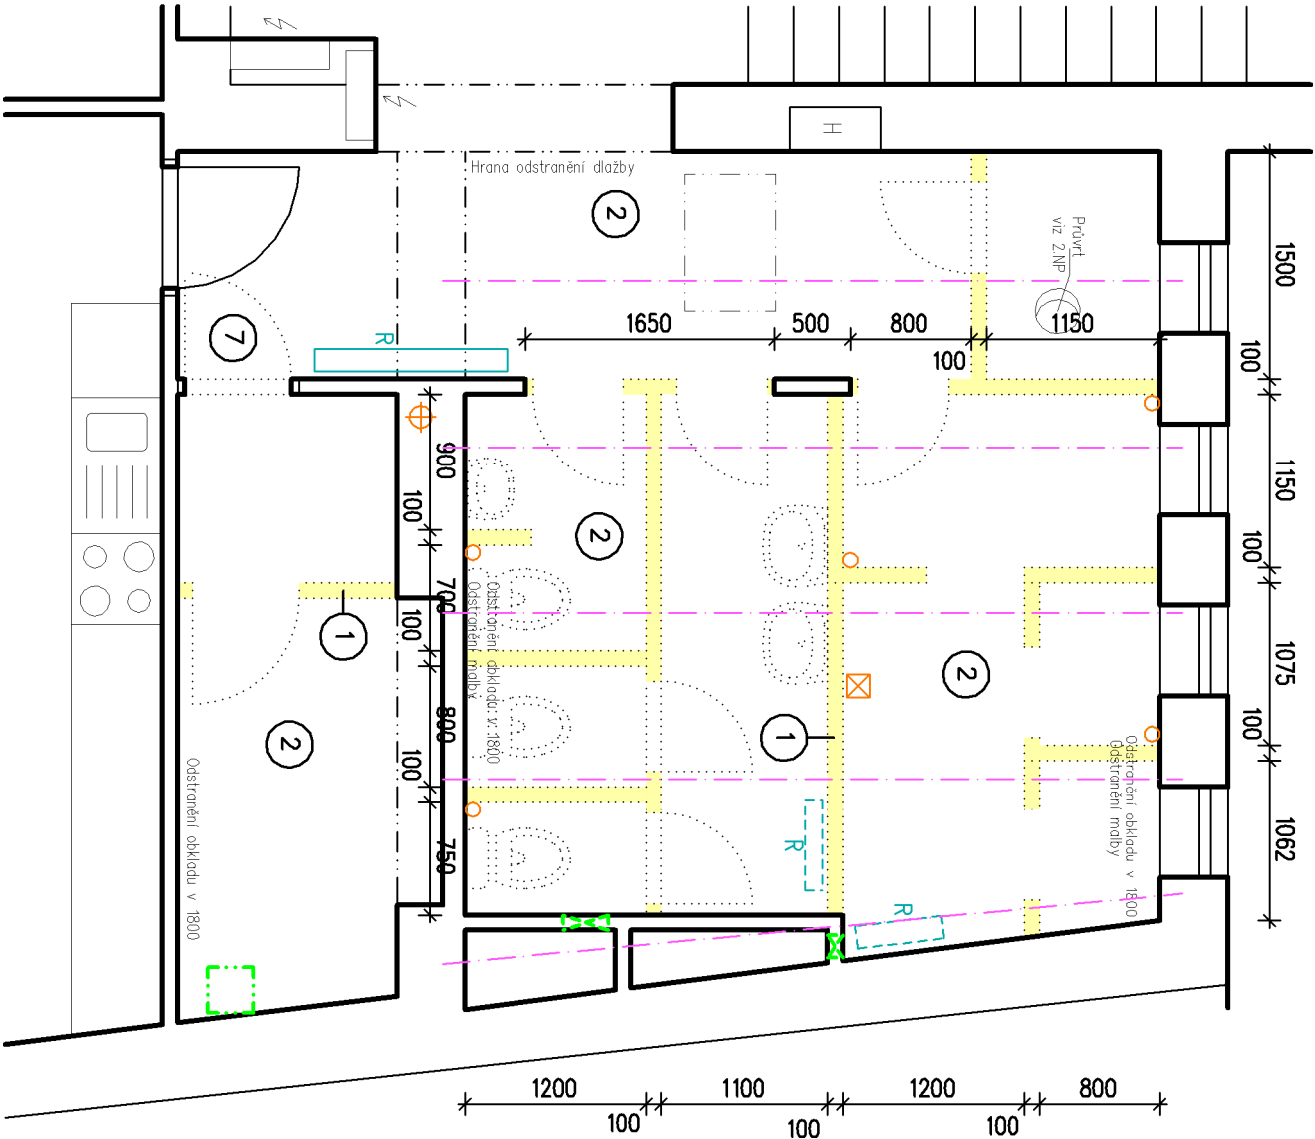 H
Hrana odstranění dlažby
2
Průvrt
viz 2.NP
1500
7
R
1650
500
800
1150
100
100
900
1150
100
2
100
Odstranění obkladu v. 1800
Odstranění malby
700
1
100
2
1075
1
2
800
100
100
Odstranění obkladu v 1800
Odstranění malby
Odstranění obkladu v 1800
R
750
1062
R
1200
1100
1200
800
100
100
100